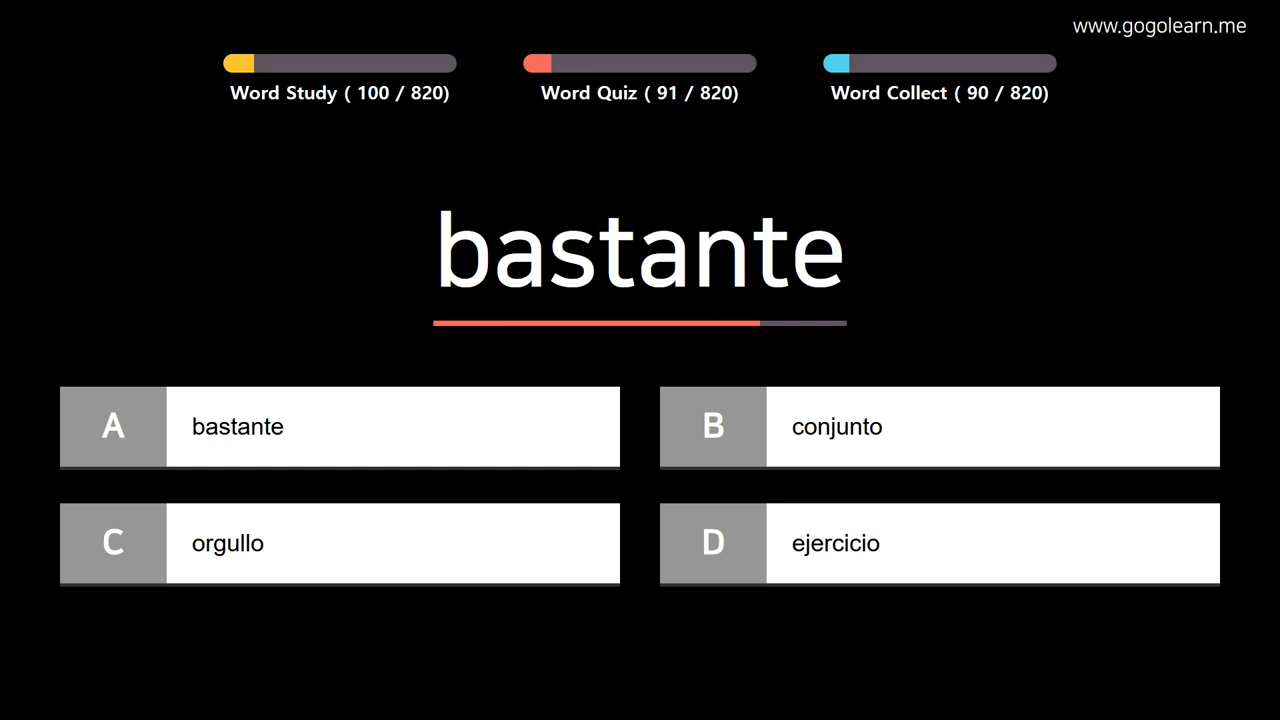 www.gogolearn.me
Word Study ( 100 / 820)
Word Quiz ( 91 / 820)
Word Collect ( 90 / 820)
bastante
A
bastante
B
conjunto
C
orgullo
D
ejercicio